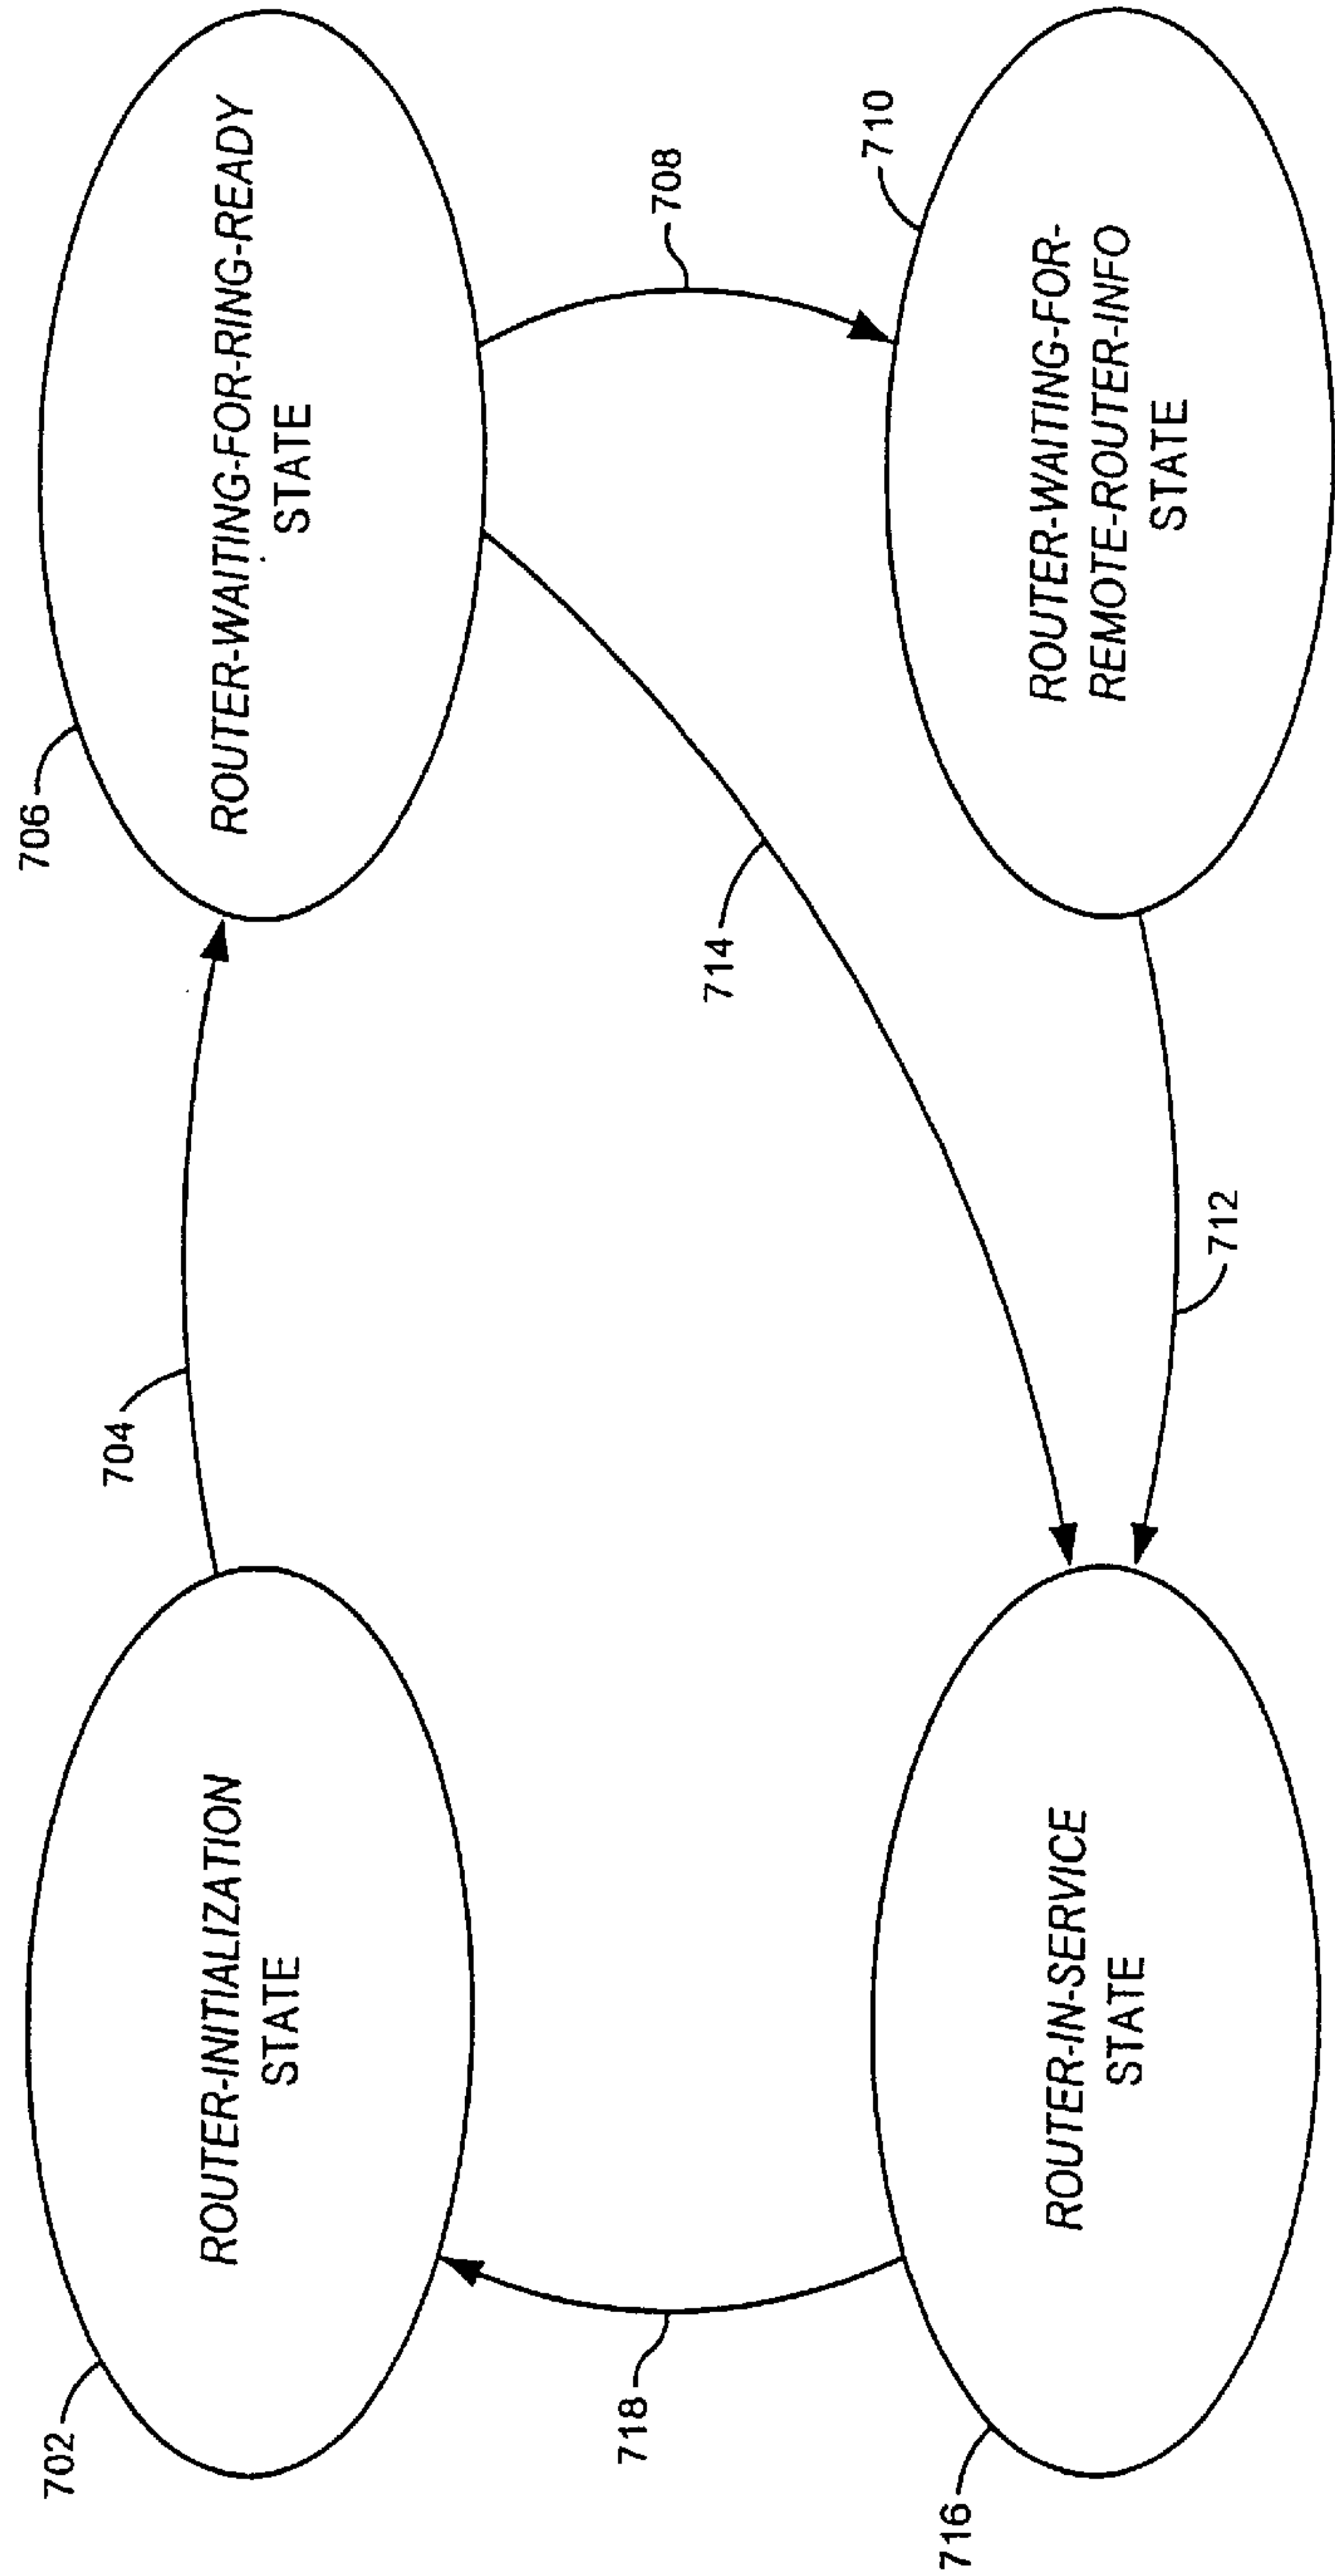 702
ROUTER-INITIALIZATION
STATE
704
706
ROUTER-WAITING-FOR-RING-READY
STATE
718
714
708
716
ROUTER-IN-SERVICE
STATE
712
710
ROUTER-WAITING-FOR-
REMOTE-ROUTER-INFO
STATE